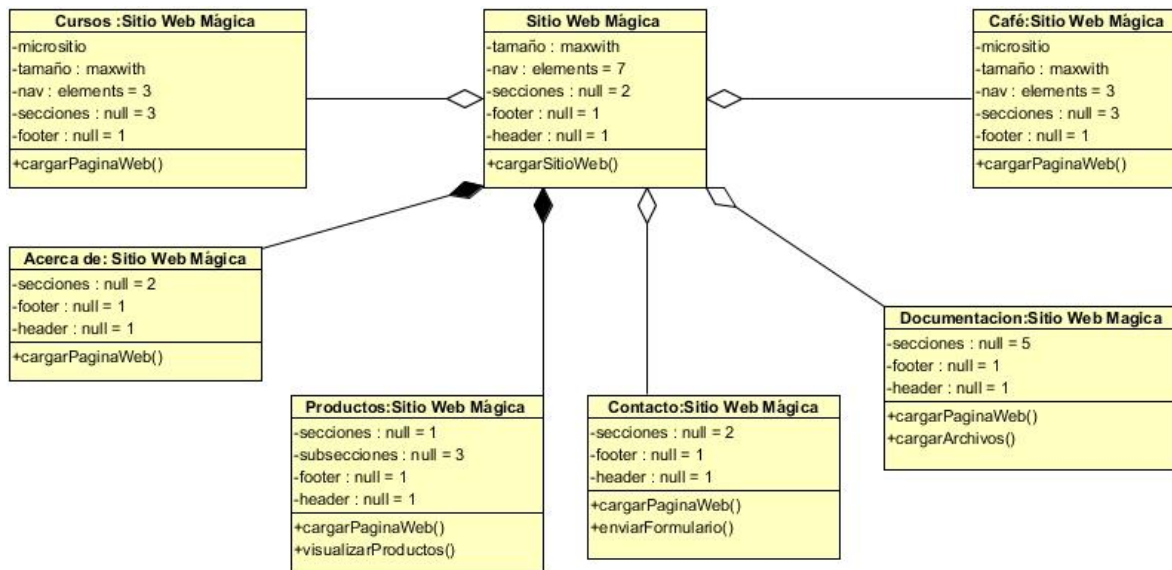 Cursos :Sitio Web Mágica
-micrositio
-tamaño : maxwith
-nav : elements = 3
-secciones : null = 3
-footer : null = 1
+cargarPaginaWeb()
Sitio Web Mágica
-tamaño : maxwith
-nav : elements = 7
-secciones : null = 2
-footer : null = 1
-header : null = 1
+cargarSitioWeb()
Café:Sitio Web Mágica
-micrositio
-tamaño : maxwith
-nav : elements = 3
-secciones : null = 3
-footer : null = 1
+cargarPaginaWeb()
Acerca de: Sitio Web Mágica
-secciones : null = 2
-footer : null = 1
-header : null = 1
+cargarPaginaWeb()
Productos:Sitio Web Mágica
-secciones : null = 1
-subsecciones : null = 3
-footer : null = 1
-header : null = 1
+cargarPaginaWeb()
+visualizarProductos()
Contacto:Sitio Web Mágica
-secciones : null = 2
-footer : null = 1
-header : null = 1
+cargarPaginaWeb()
+enviarFormulario()
Documentacion:Sitio Web Magica
-secciones : null = 5
-footer : null = 1
-header : null = 1
+cargarPaginaWeb()
+cargarArchivos()